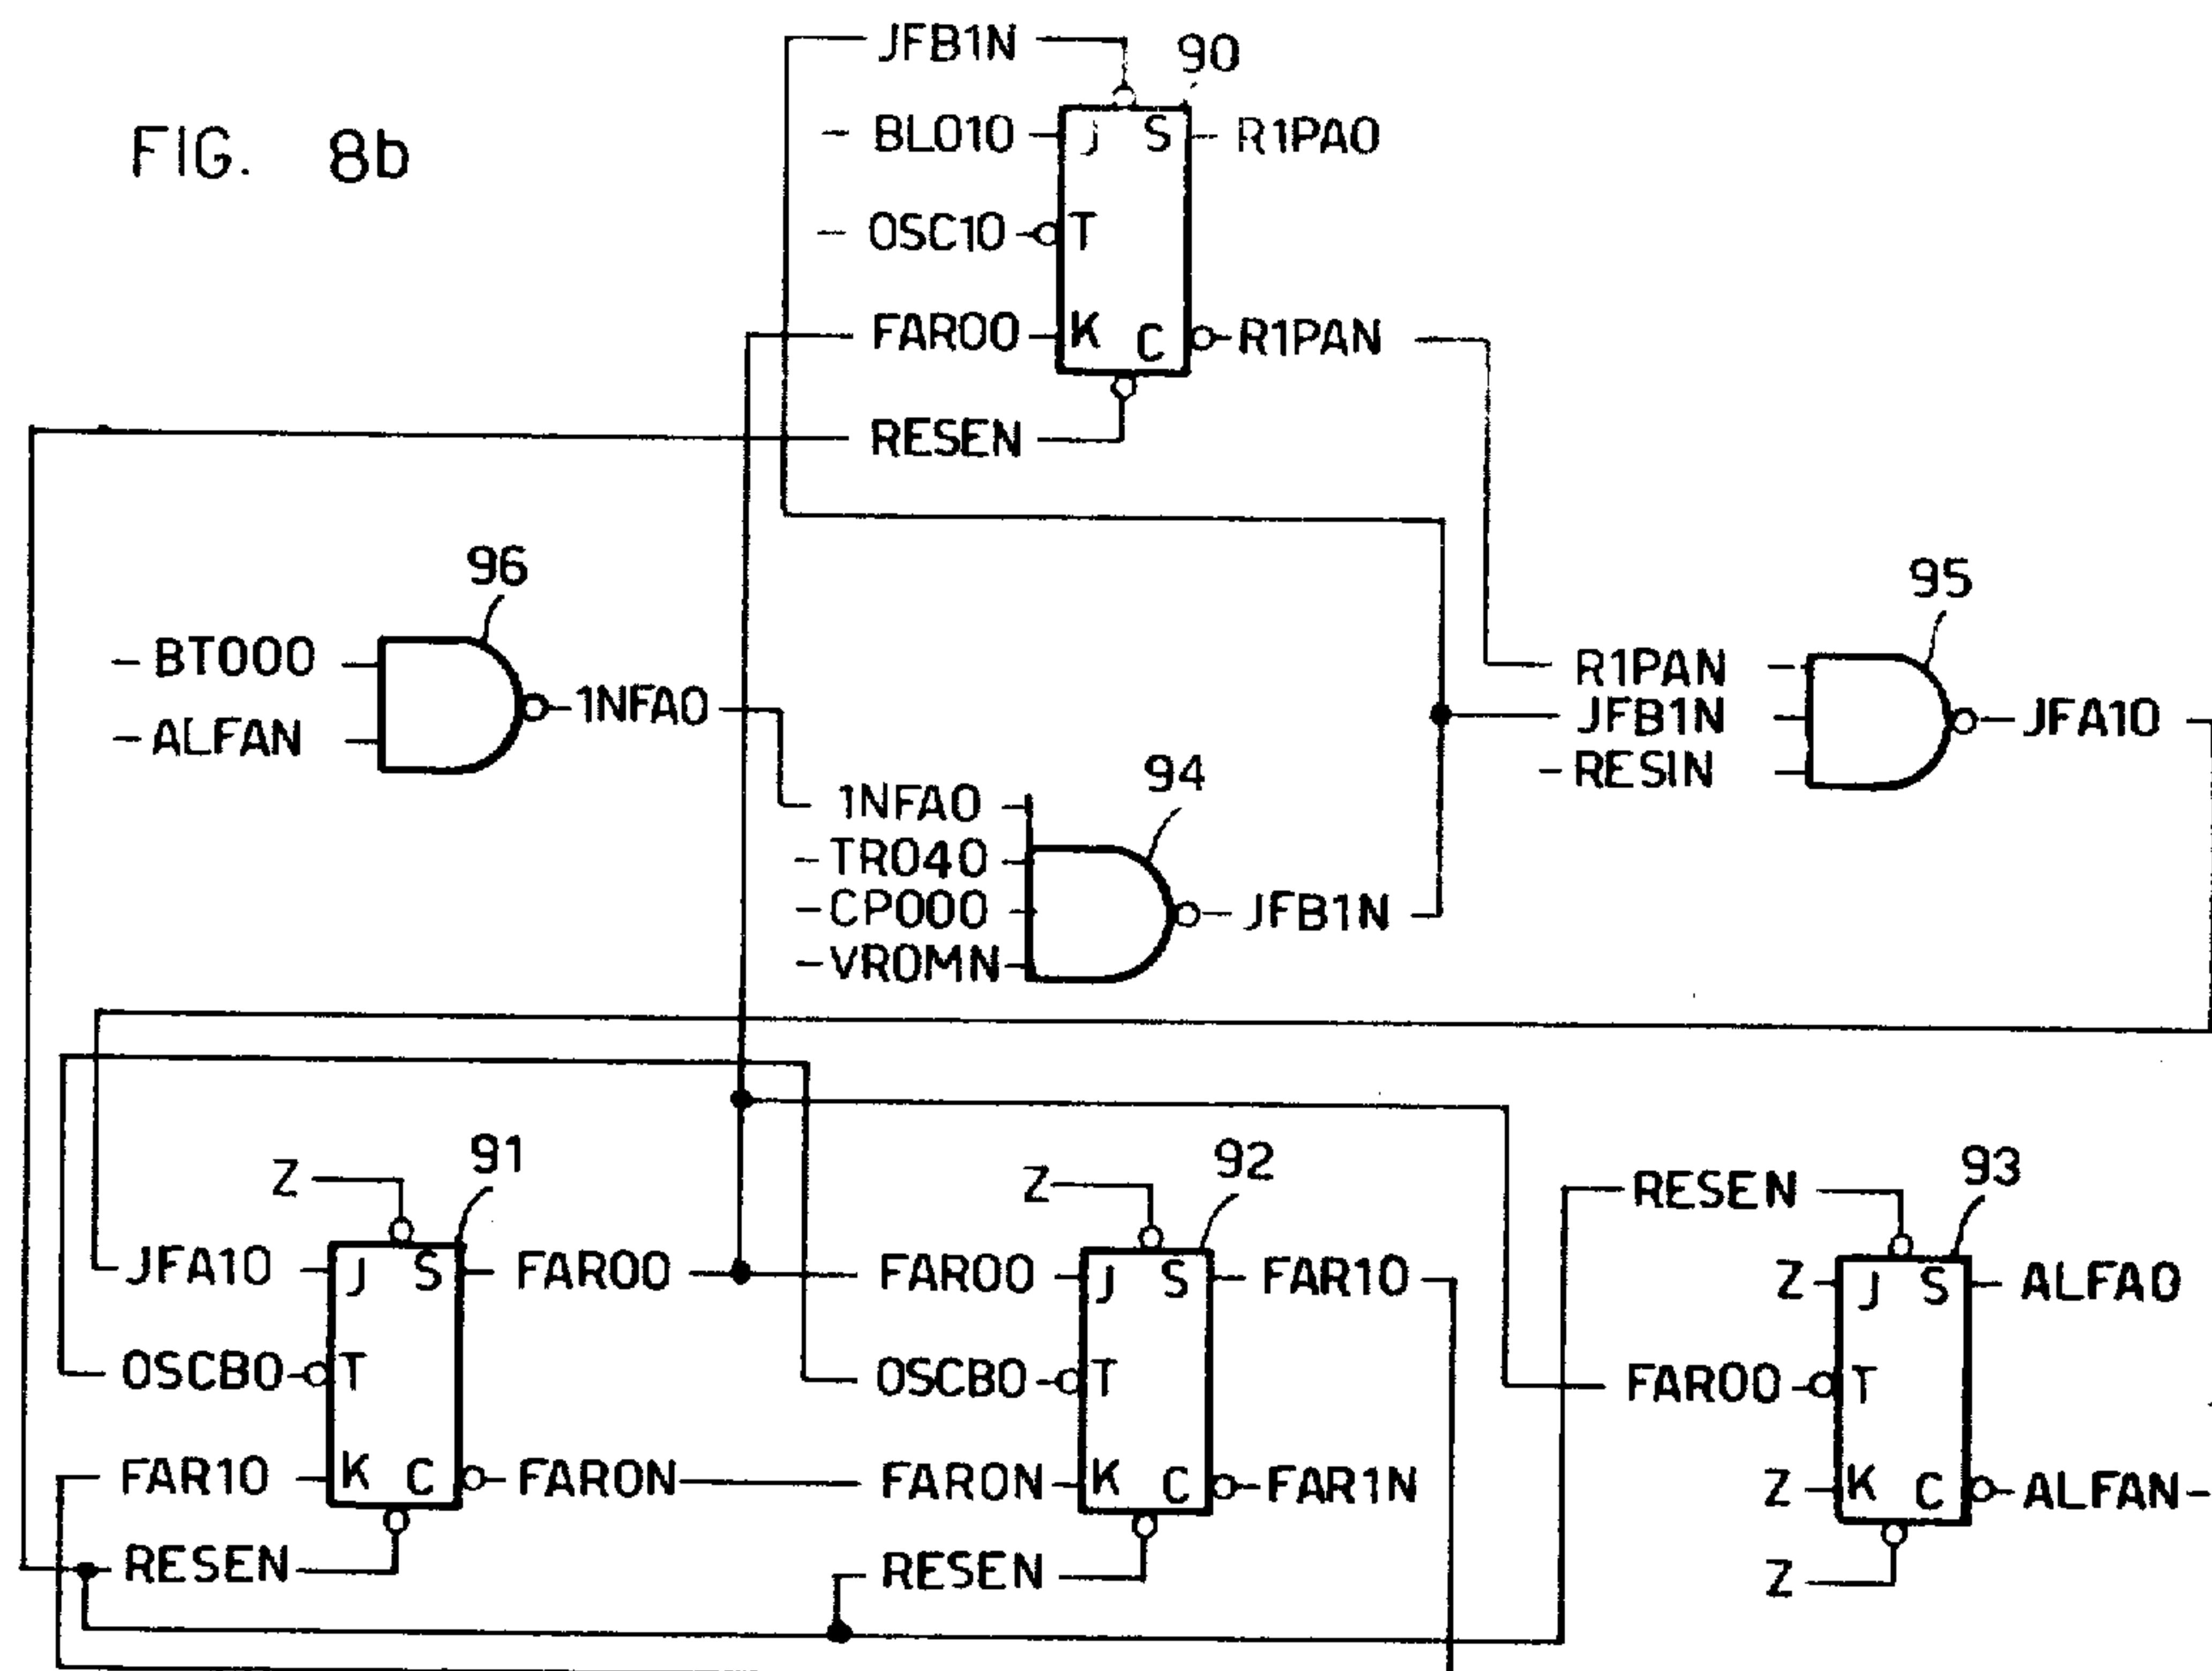 FIG. 8b
JFB1N
90
BL010
J S
R1PA0
OSC10
T
FAR00
K C
R1PAN
RESEN
96
BT000
ALFAN
1NFA0
94
1NFA0
TR040
CP000
VROMN
JFB1N
95
R1PAN
JFB1N
RESIN
JFA10
91
Z
JFA10
J S
FAR00
OSCB0
T
FAR10
K C
FARON
RESEN
92
Z
FAR00
J S
FAR10
OSCB0
T
FARON
K C
FAR1N
RESEN
93
RESEN
Z
J S
ALFA0
FAR00
T
Z
K C
ALFAN
Z